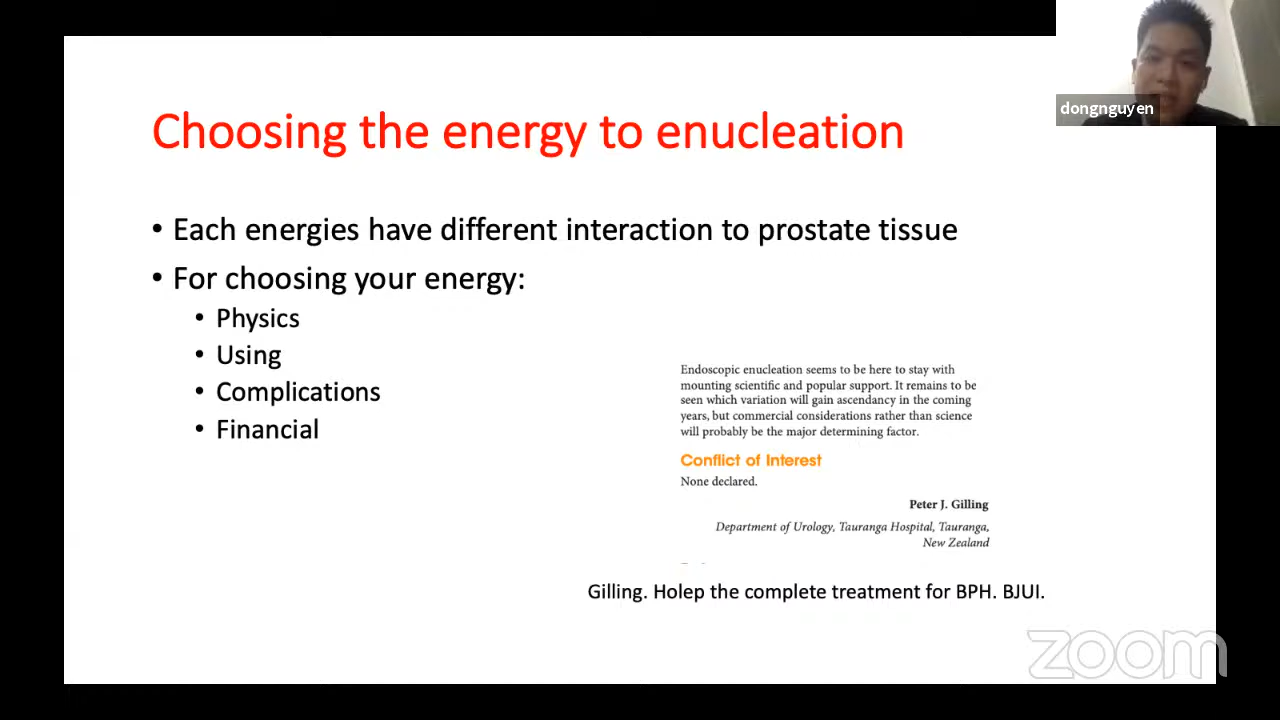 dongnguyen
Choosing the energy to enucleation
• Each energies have different interaction to prostate tissue
• For choosing your energy:
• Physics
• Using
• Complications
• Financial
Endoscopic enucleation seems to be here to stay with
mounting scientific and popular support. It remains to be
seen which variation will gain ascendancy in the coming
years, but commercial considerations rather than science
will probably be the major determining factor.
Conflict of Interest
None declared.
Peter J. Gilling
Department of Urology, Tauranga Hospital, Tauranga,
New Zealand
Gilling. Holep the complete treatment for BPH. BJUI.
zoom